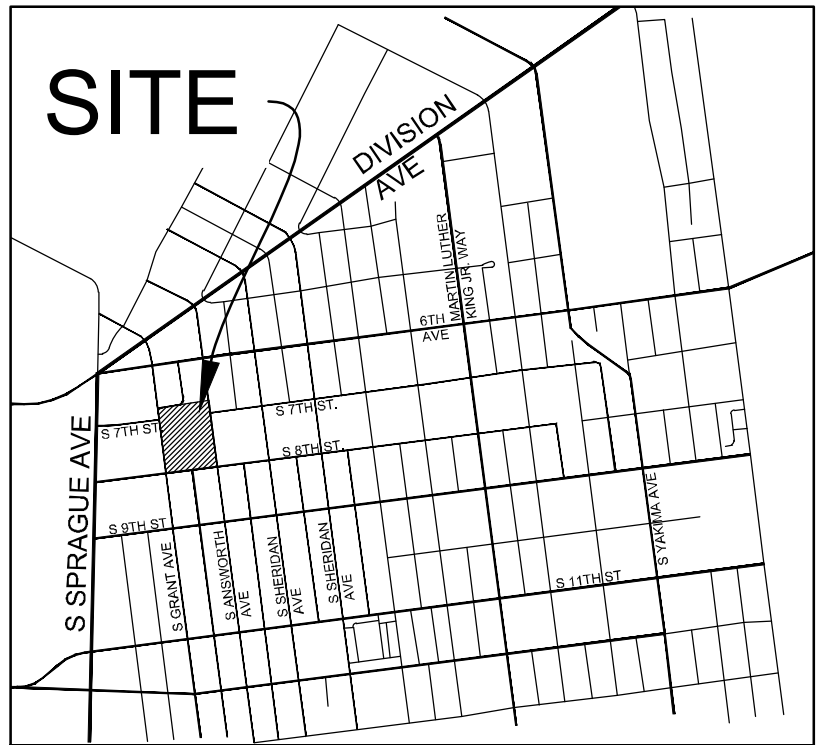 SITE
DIVISION
AVE
MARTIN LUTHER
KING JR. WAY
6TH
AVE
S 7TH ST.
S 7TH ST
S 8TH ST.
S SPRAGUE AVE
S 9TH ST
S GRANT AVE
S ANSWORTH
AVE
S SHERIDAN
AVE
S SHERIDAN
AVE
S YAKIMA AVE
S 11TH ST